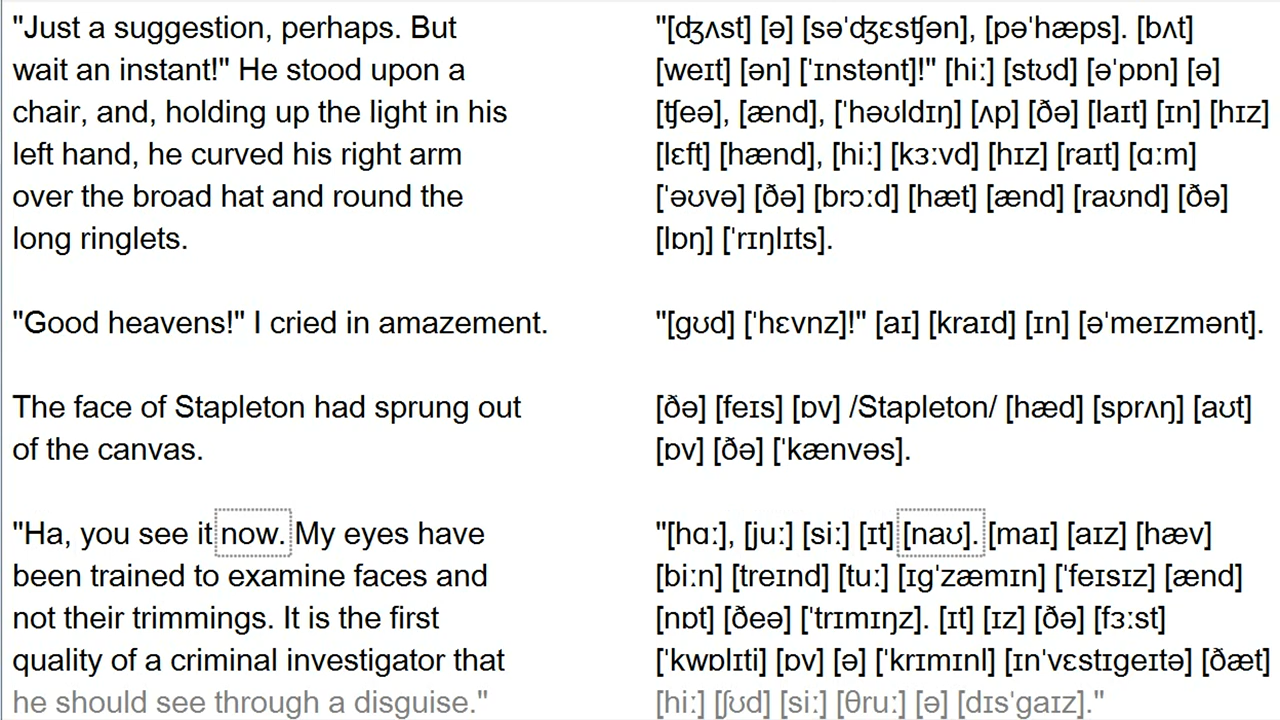 "Just a suggestion, perhaps. But
wait an instant!" He stood upon a
chair, and, holding up the light in his
left hand, he curved his right arm
over the broad hat and round the
long ringlets.
"Good heavens!" I cried in amazement.
The face of Stapleton had sprung out
of the canvas.
"Ha, you see it now. My eyes have
been trained to examine faces and
not their trimmings. It is the first
quality of a criminal investigator that
he should see through a disguise."
"[ʤʌst] [ə] [səˈʤɛsʧən], [pəˈhæps]. [bʌt]
[weɪt] [ən] [ˈɪnstənt]!" [hiː] [stʊd] [əˈpɒn] [ə]
[ʧeə], [ænd], [ˈhəʊldɪŋ] [ʌp] [ðə] [laɪt] [ɪn] [hɪz]
[lɛft] [hænd], [hiː] [kɜːvd] [hɪz] [raɪt] [ɑːm]
[ˈəʊvə] [ðə] [brɔːd] [hæt] [ænd] [raʊnd] [ðə]
[lɒŋ] [ˈrɪŋlɪts].
"[gʊd] [ˈhɛvnz]!" [aɪ] [kraɪd] [ɪn] [əˈmeɪzmənt].
[ðə] [feɪs] [ɒv] /Stapleton/ [hæd] [sprʌŋ] [aʊt]
[ɒv] [ðə] [ˈkænvəs].
"[hɑː], [juː] [siː] [ɪt] [naʊ]. [maɪ] [aɪz] [hæv]
[biːn] [treɪnd] [tuː] [ɪgˈzæmɪn] [ˈfeɪsɪz] [ænd]
[nɒt] [ðeə] [ˈtrɪmɪŋz]. [ɪt] [ɪz] [ðə] [fɜːst]
[ˈkwɒlɪti] [ɒv] [ə] [ˈkrɪmɪnl] [ɪnˈvɛstɪgeɪtə] [ðæt]
[hiː] [ʃʊd] [siː] [θruː] [ə] [dɪsˈgaɪz]."